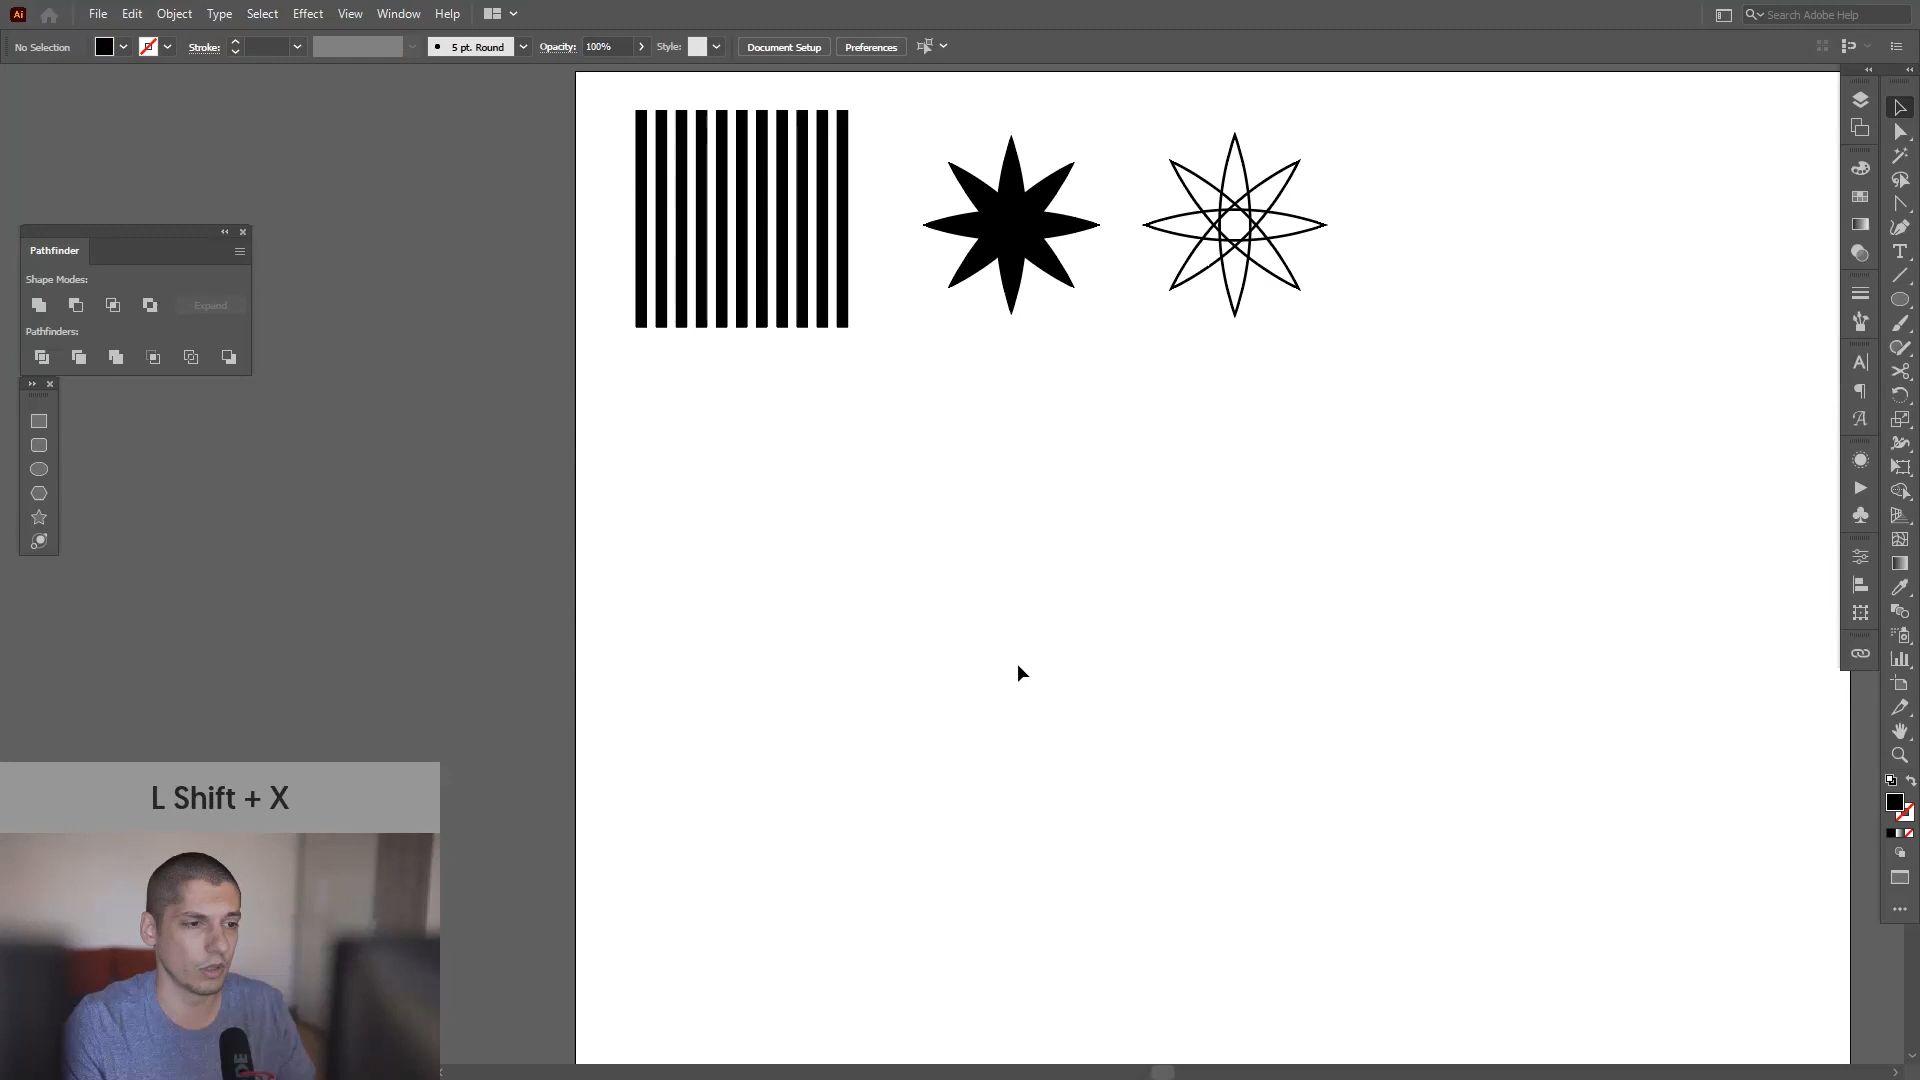 Ai File Edit Object Type Select Effect View Window Help Search Adobe Help
No Selection Stroke: 5 pt. Round Opacity: 100% Style: Document Setup Preferences
Pathfinder
Shape Modes:
Expand
Pathfinders:
L Shift + X